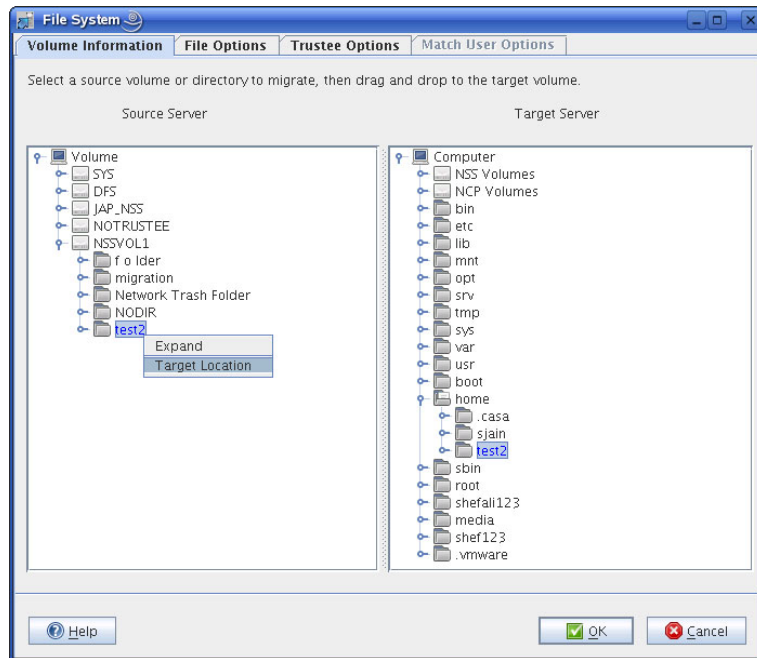 File System
Volume Information File Options Trustee Options Match User Options
Select a source volume or directory to migrate, then drag and drop to the target volume.
Source Server
Target Server
Volume
SYS
DFS
JAP_NSS
NOTRUSTEE
NSSVOL1
f o lder
migration
Network Trash Folder
NODIR
test2
Expand
Target Location
Computer
NSS Volumes
NCP Volumes
bin
etc
lib
mnt
opt
srv
tmp
sys
var
usr
boot
home
.casa
sjain
test2
sbin
root
shefali123
media
shef123
.vmware
Help
OK
Cancel